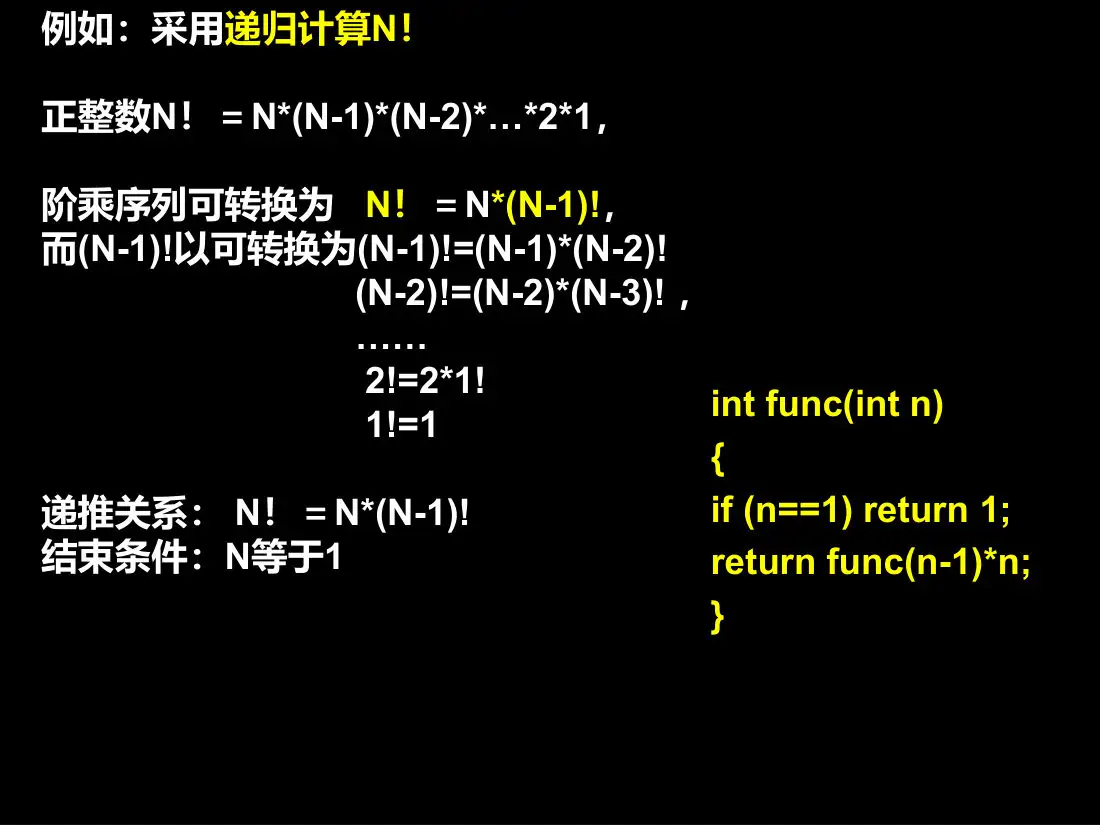 例如：采用递归计算N！
正整数N！＝N*(N-1)*(N-2)*…*2*1，
阶乘序列可转换为 N！＝N*(N-1)!，
而(N-1)!以可转换为(N-1)!=(N-1)*(N-2)!
(N-2)!=(N-2)*(N-3)! ，
……
2!=2*1!
1!=1
递推关系： N！＝N*(N-1)!
结束条件：N等于1
int func(int n)
{
if (n==1) return 1;
return func(n-1)*n;
}